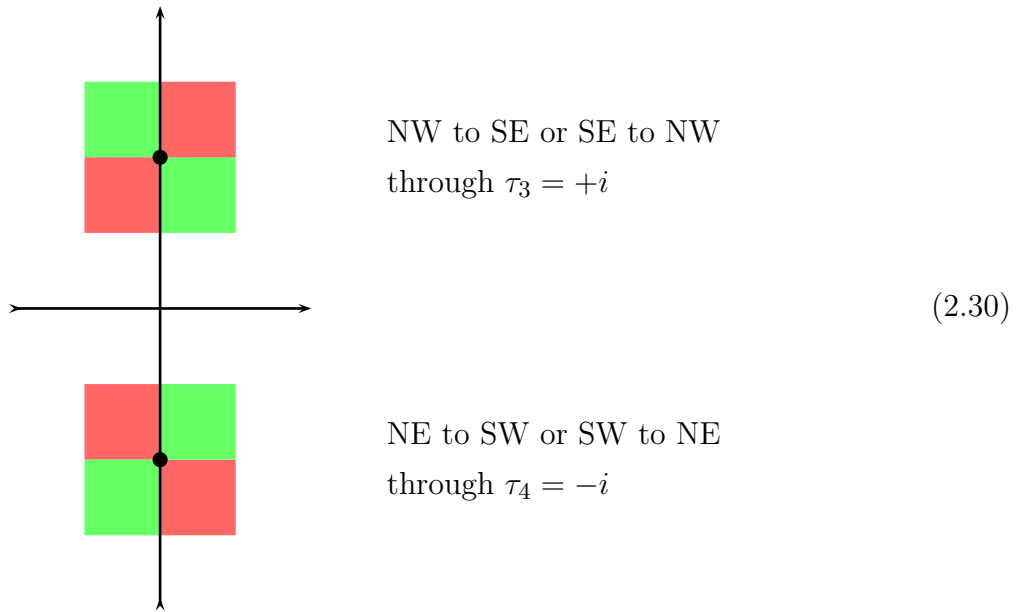 NW to SE or SE to NW
through τ₃ = +i
(2.30)
NE to SW or SW to NE
through τ₄ = −i